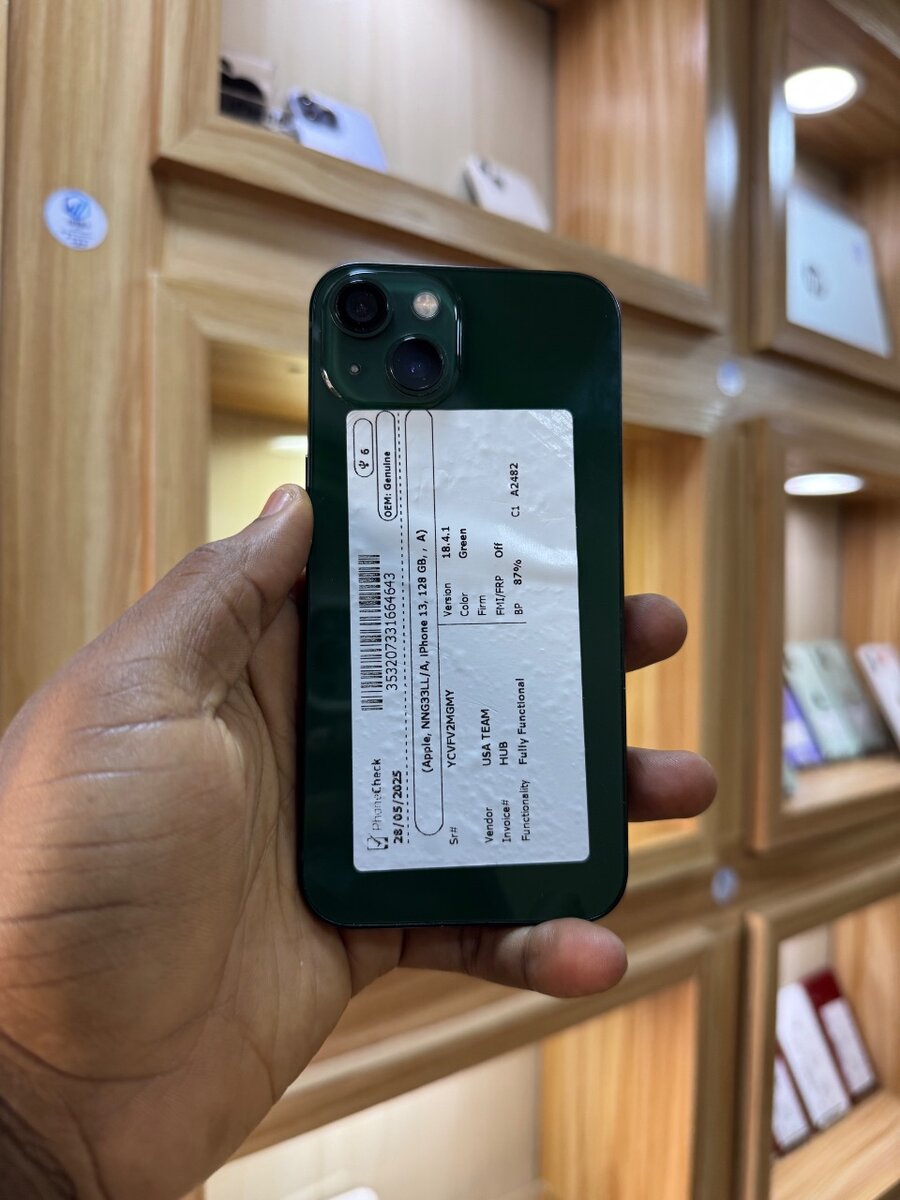 PhoneCheck
28/05/2025
353207331664643
6
OEM: Genuine
(Apple, NNG33LL/A, iPhone 13, 128 GB, , A)
Sr# YCVFV2MGMY
Vendor USA TEAM
Invoice# HUB
Functionality Fully Functional
Version 18.4.1
Color Green
Firm
FMI/FRP Off
BP 87%
C1 A2482